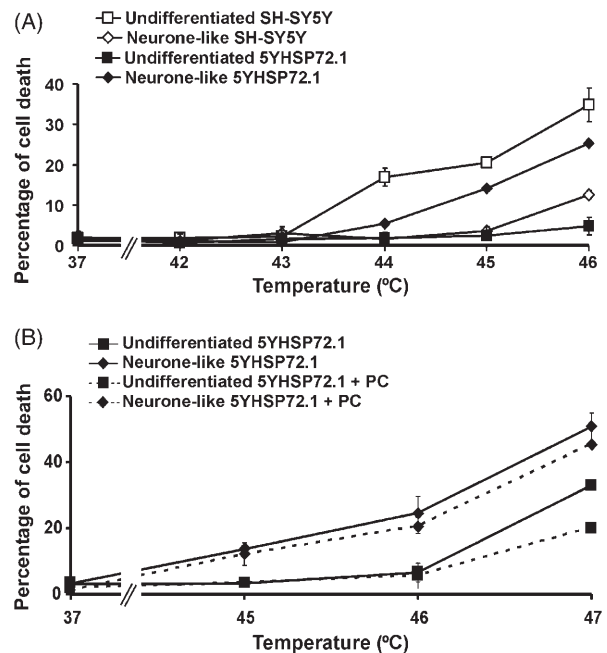 (A)
Undifferentiated SH-SY5Y
Neurone-like SH-SY5Y
Undifferentiated 5YHSP72.1
Neurone-like 5YHSP72.1
Percentage of cell death
40
30
20
10
0
37 // 42 43 44 45 46
Temperature (ºC)
(B)
Undifferentiated 5YHSP72.1
Neurone-like 5YHSP72.1
Undifferentiated 5YHSP72.1 + PC
Neurone-like 5YHSP72.1 + PC
Percentage of cell death
60
40
20
0
37 // 45 46 47
Temperature (ºC)